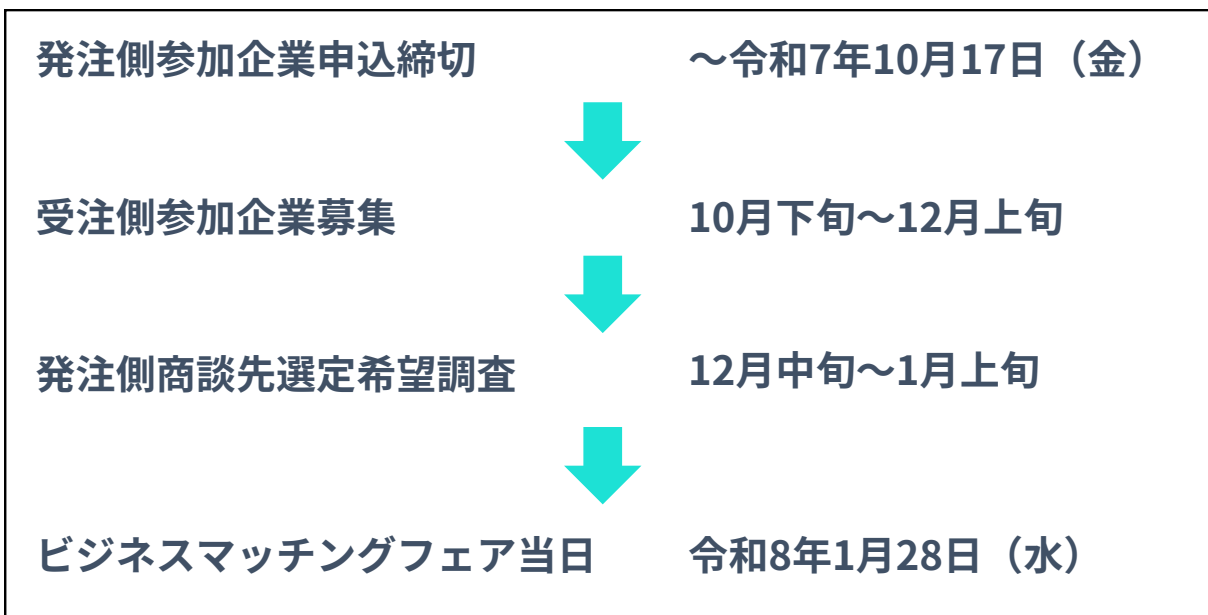 発注側参加企業申込締切 ～令和7年10月17日（金）
受注側参加企業募集 10月下旬～12月上旬
発注側商談先選定希望調査 12月中旬～1月上旬
ビジネスマッチングフェア当日 令和8年1月28日（水）